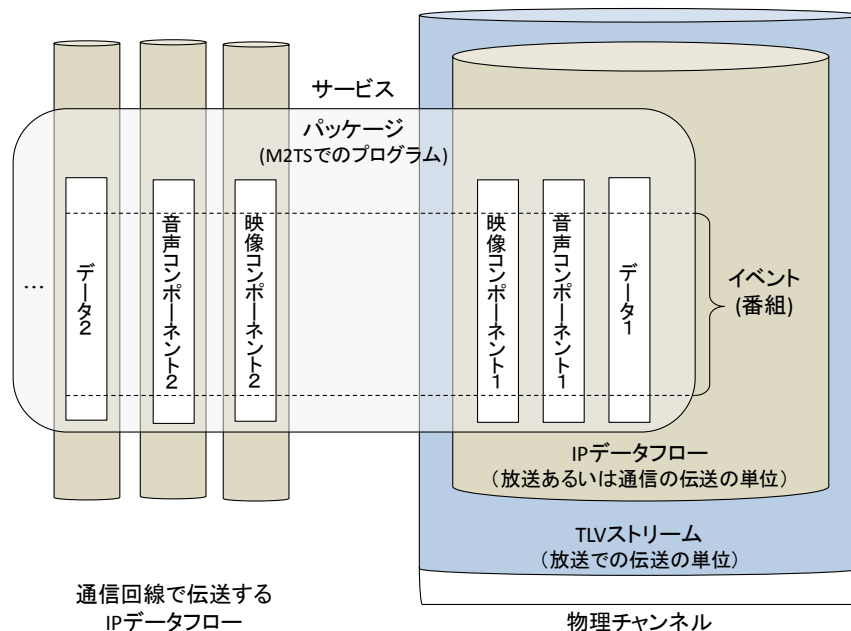 サービス
パッケージ
(M2TSでのプログラム)
…
データ2
音声コンポーネント2
映像コンポーネント2
映像コンポーネント1
音声コンポーネント1
データ1
イベント
(番組)
IPデータフロー
(放送あるいは通信の伝送の単位)
TLVストリーム
(放送での伝送の単位)
通信回線で伝送する
IPデータフロー
物理チャンネル